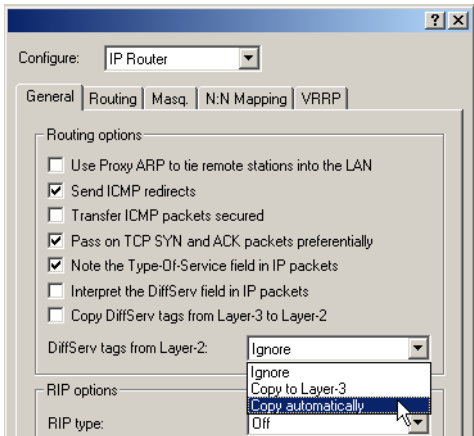 Configure: IP Router
General Routing Masq. N:N Mapping VRRP
Routing options
Use Proxy ARP to tie remote stations into the LAN
Send ICMP redirects
Transfer ICMP packets secured
Pass on TCP SYN and ACK packets preferentially
Note the Type-Of-Service field in IP packets
Interpret the DiffServ field in IP packets
Copy DiffServ tags from Layer-3 to Layer-2
DiffServ tags from Layer-2: Ignore
Ignore
Copy to Layer-3
Copy automatically
RIP options
RIP type: Off